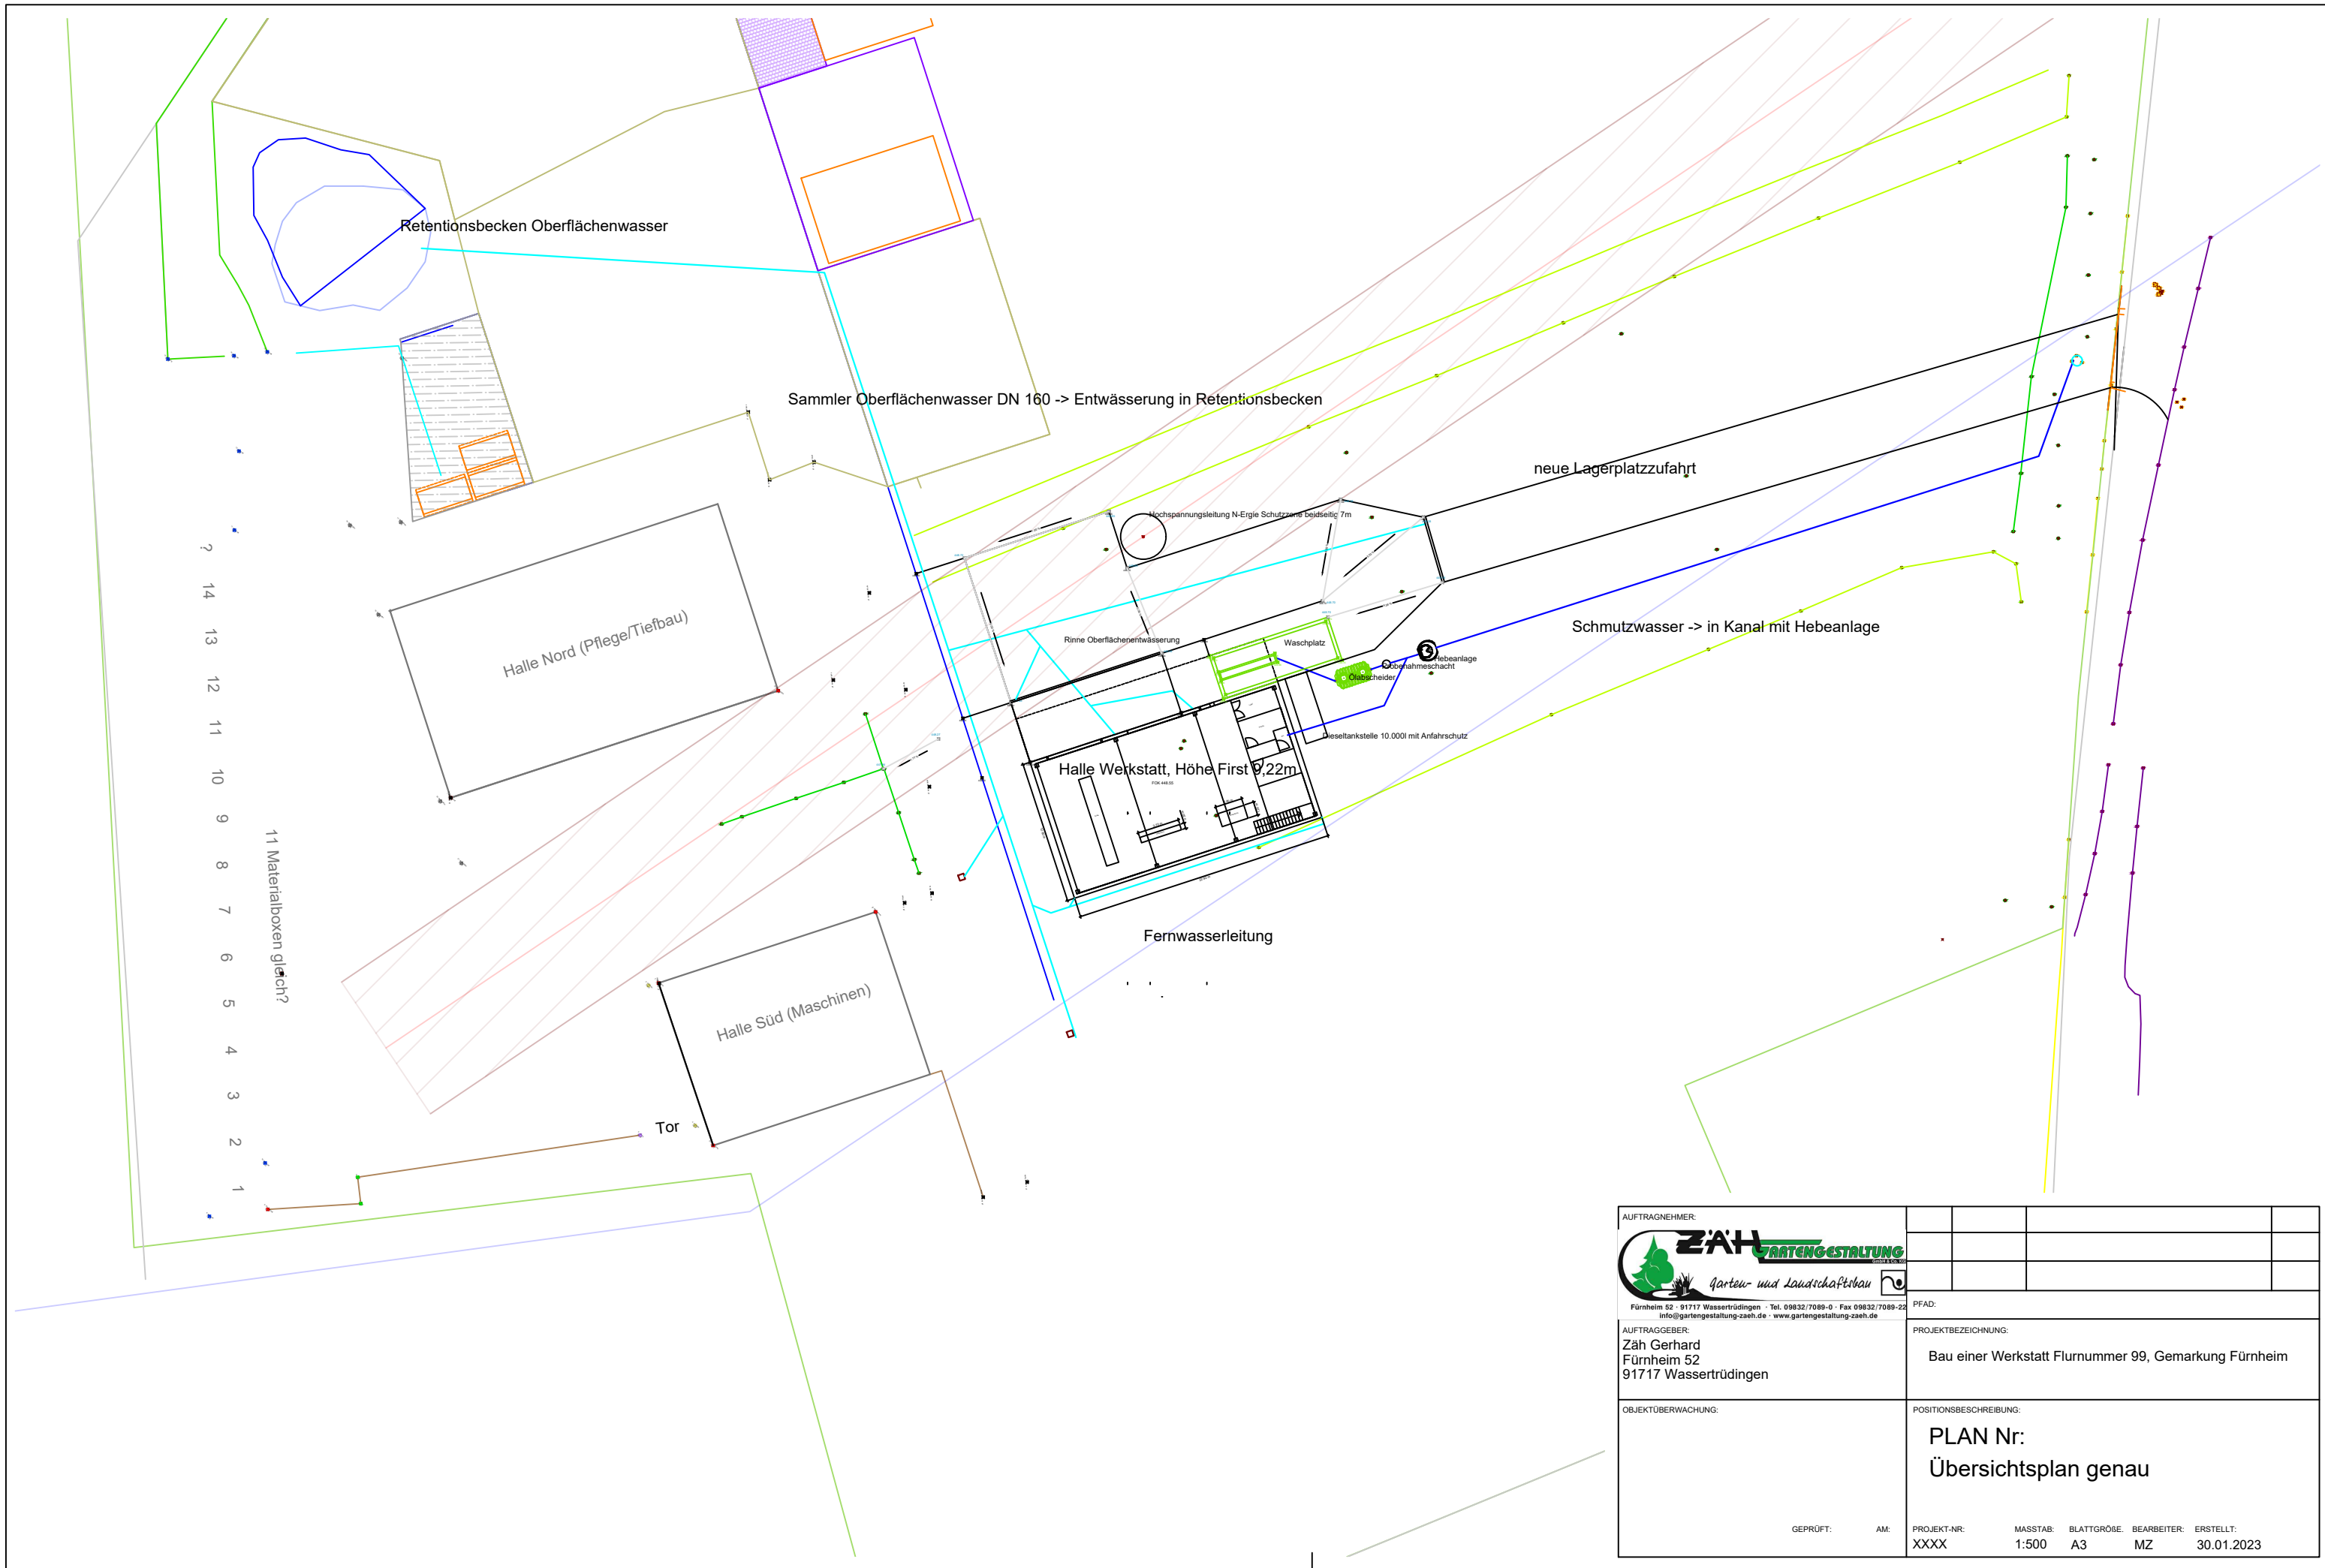 Retentionsbecken Oberflächenwasser
Sammler Oberflächenwasser DN 160 -> Entwässerung in Retentionsbecken
neue Lagerplatzzufahrt
Hochspannungsleitung N-Ergie Schutzzone beidseitig 7m
Halle Nord (Pflege/Tiefbau)
Rinne Oberflächenentwässerung
Waschplatz
Schmutzwasser -> in Kanal mit Hebeanlage
Hebeanlage
Probenahmeschacht
Ölabscheider
Dieseltankstelle 10.000l mit Anfahrschutz
Halle Werkstatt, Höhe First 9,22m
Fernwasserleitung
Halle Süd (Maschinen)
Tor
11 Materialboxen gleich?
?
14
13
12
11
10
9
8
7
6
5
4
3
2
1
AUFTRAGNEHMER:
ZÄH GARTENGESTALTUNG
GmbH & Co. KG
Garten- und Landschaftsbau
Fürnheim 52 · 91717 Wassertrüdingen · Tel. 09832/7089-0 · Fax 09832/7089-22
info@gartengestaltung-zaeh.de · www.gartengestaltung-zaeh.de
PFAD:
AUFTRAGGEBER:
Zäh Gerhard
Fürnheim 52
91717 Wassertrüdingen
PROJEKTBEZEICHNUNG:
Bau einer Werkstatt Flurnummer 99, Gemarkung Fürnheim
OBJEKTÜBERWACHUNG:
POSITIONSBESCHREIBUNG:
PLAN Nr:
Übersichtsplan genau
GEPRÜFT: AM:
PROJEKT-NR: MASSTAB: BLATTGRÖßE: BEARBEITER: ERSTELLT:
XXXX 1:500 A3 MZ 30.01.2023